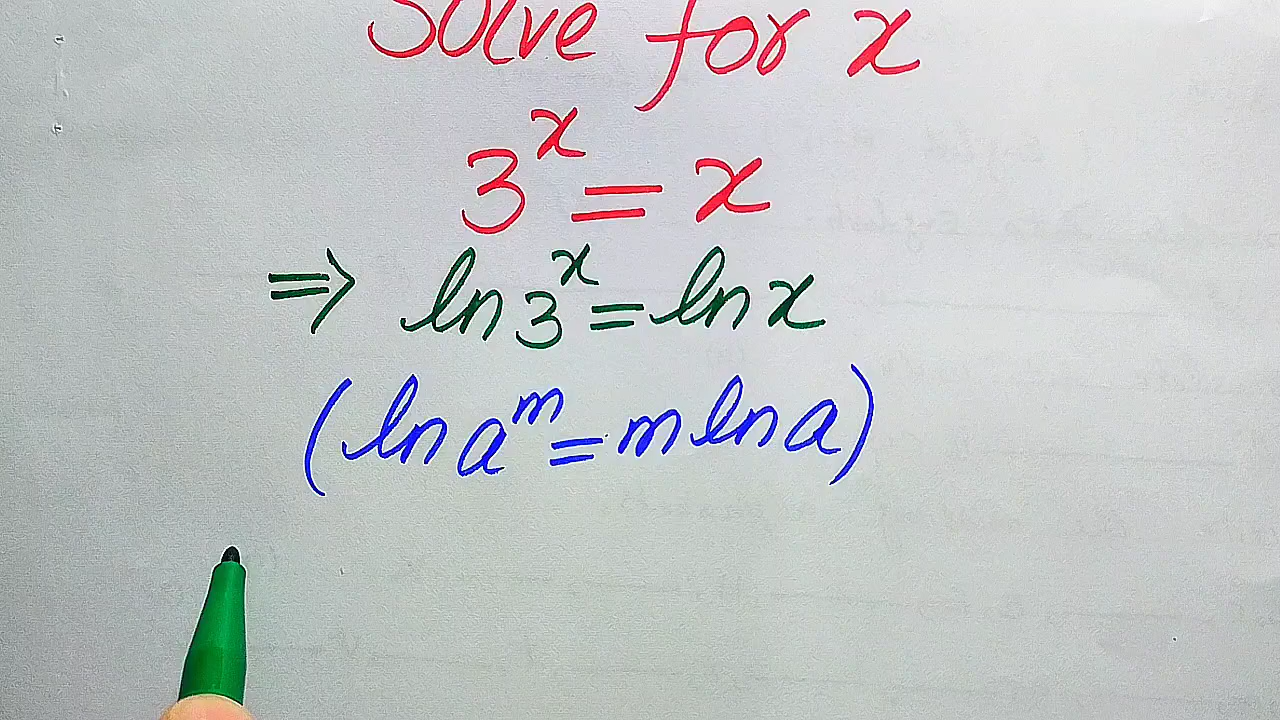 Solve for x
3^x = x
⇒ ln 3^x = ln x
(ln a^m = m ln a)